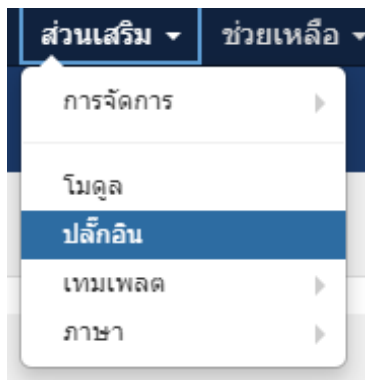 ส่วนเสริม ช่วยเหลือ
การจัดการ
โมดูล
ปลั๊กอิน
เทมเพลต
ภาษา